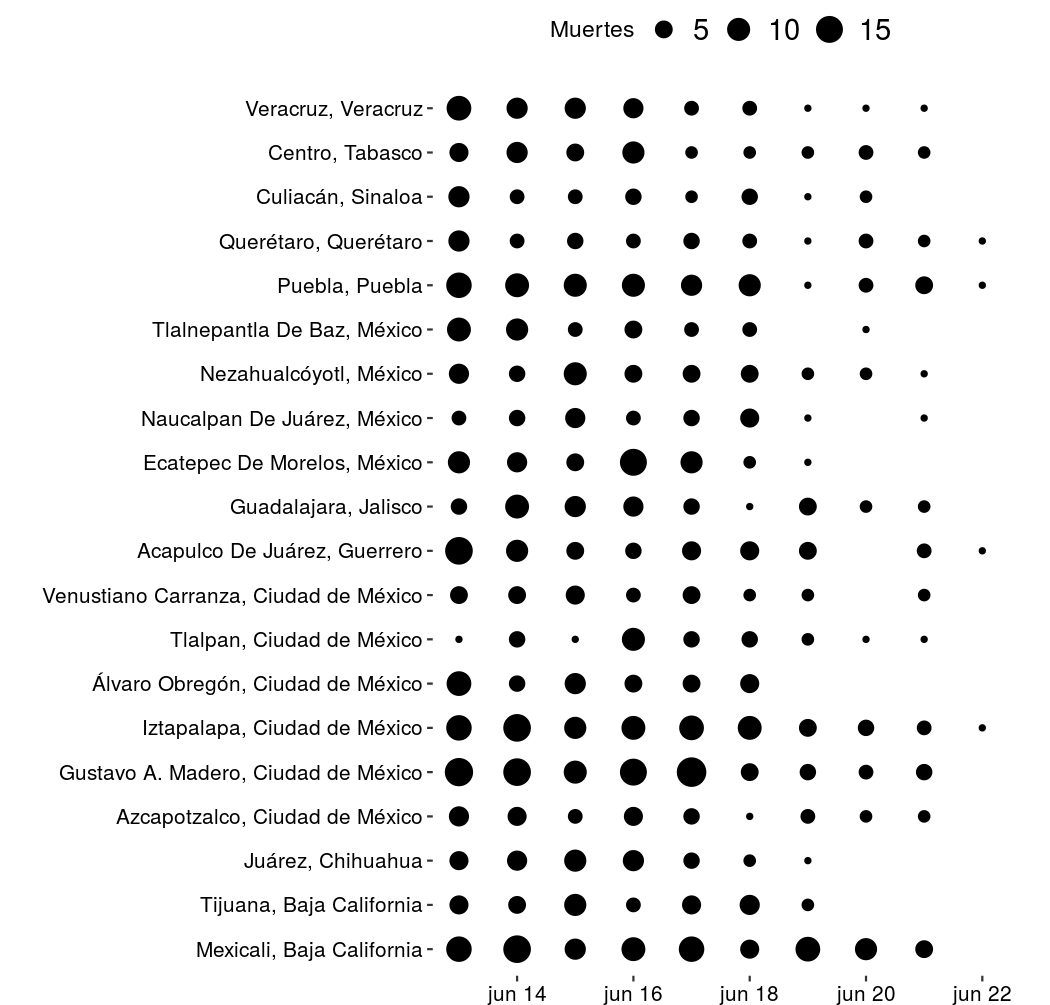 Muertes 5 10 15
Veracruz, Veracruz
Centro, Tabasco
Culiacán, Sinaloa
Querétaro, Querétaro
Puebla, Puebla
Tlalnepantla De Baz, México
Nezahualcóyotl, México
Naucalpan De Juárez, México
Ecatepec De Morelos, México
Guadalajara, Jalisco
Acapulco De Juárez, Guerrero
Venustiano Carranza, Ciudad de México
Tlalpan, Ciudad de México
Álvaro Obregón, Ciudad de México
Iztapalapa, Ciudad de México
Gustavo A. Madero, Ciudad de México
Azcapotzalco, Ciudad de México
Juárez, Chihuahua
Tijuana, Baja California
Mexicali, Baja California
jun 14 jun 16 jun 18 jun 20 jun 22